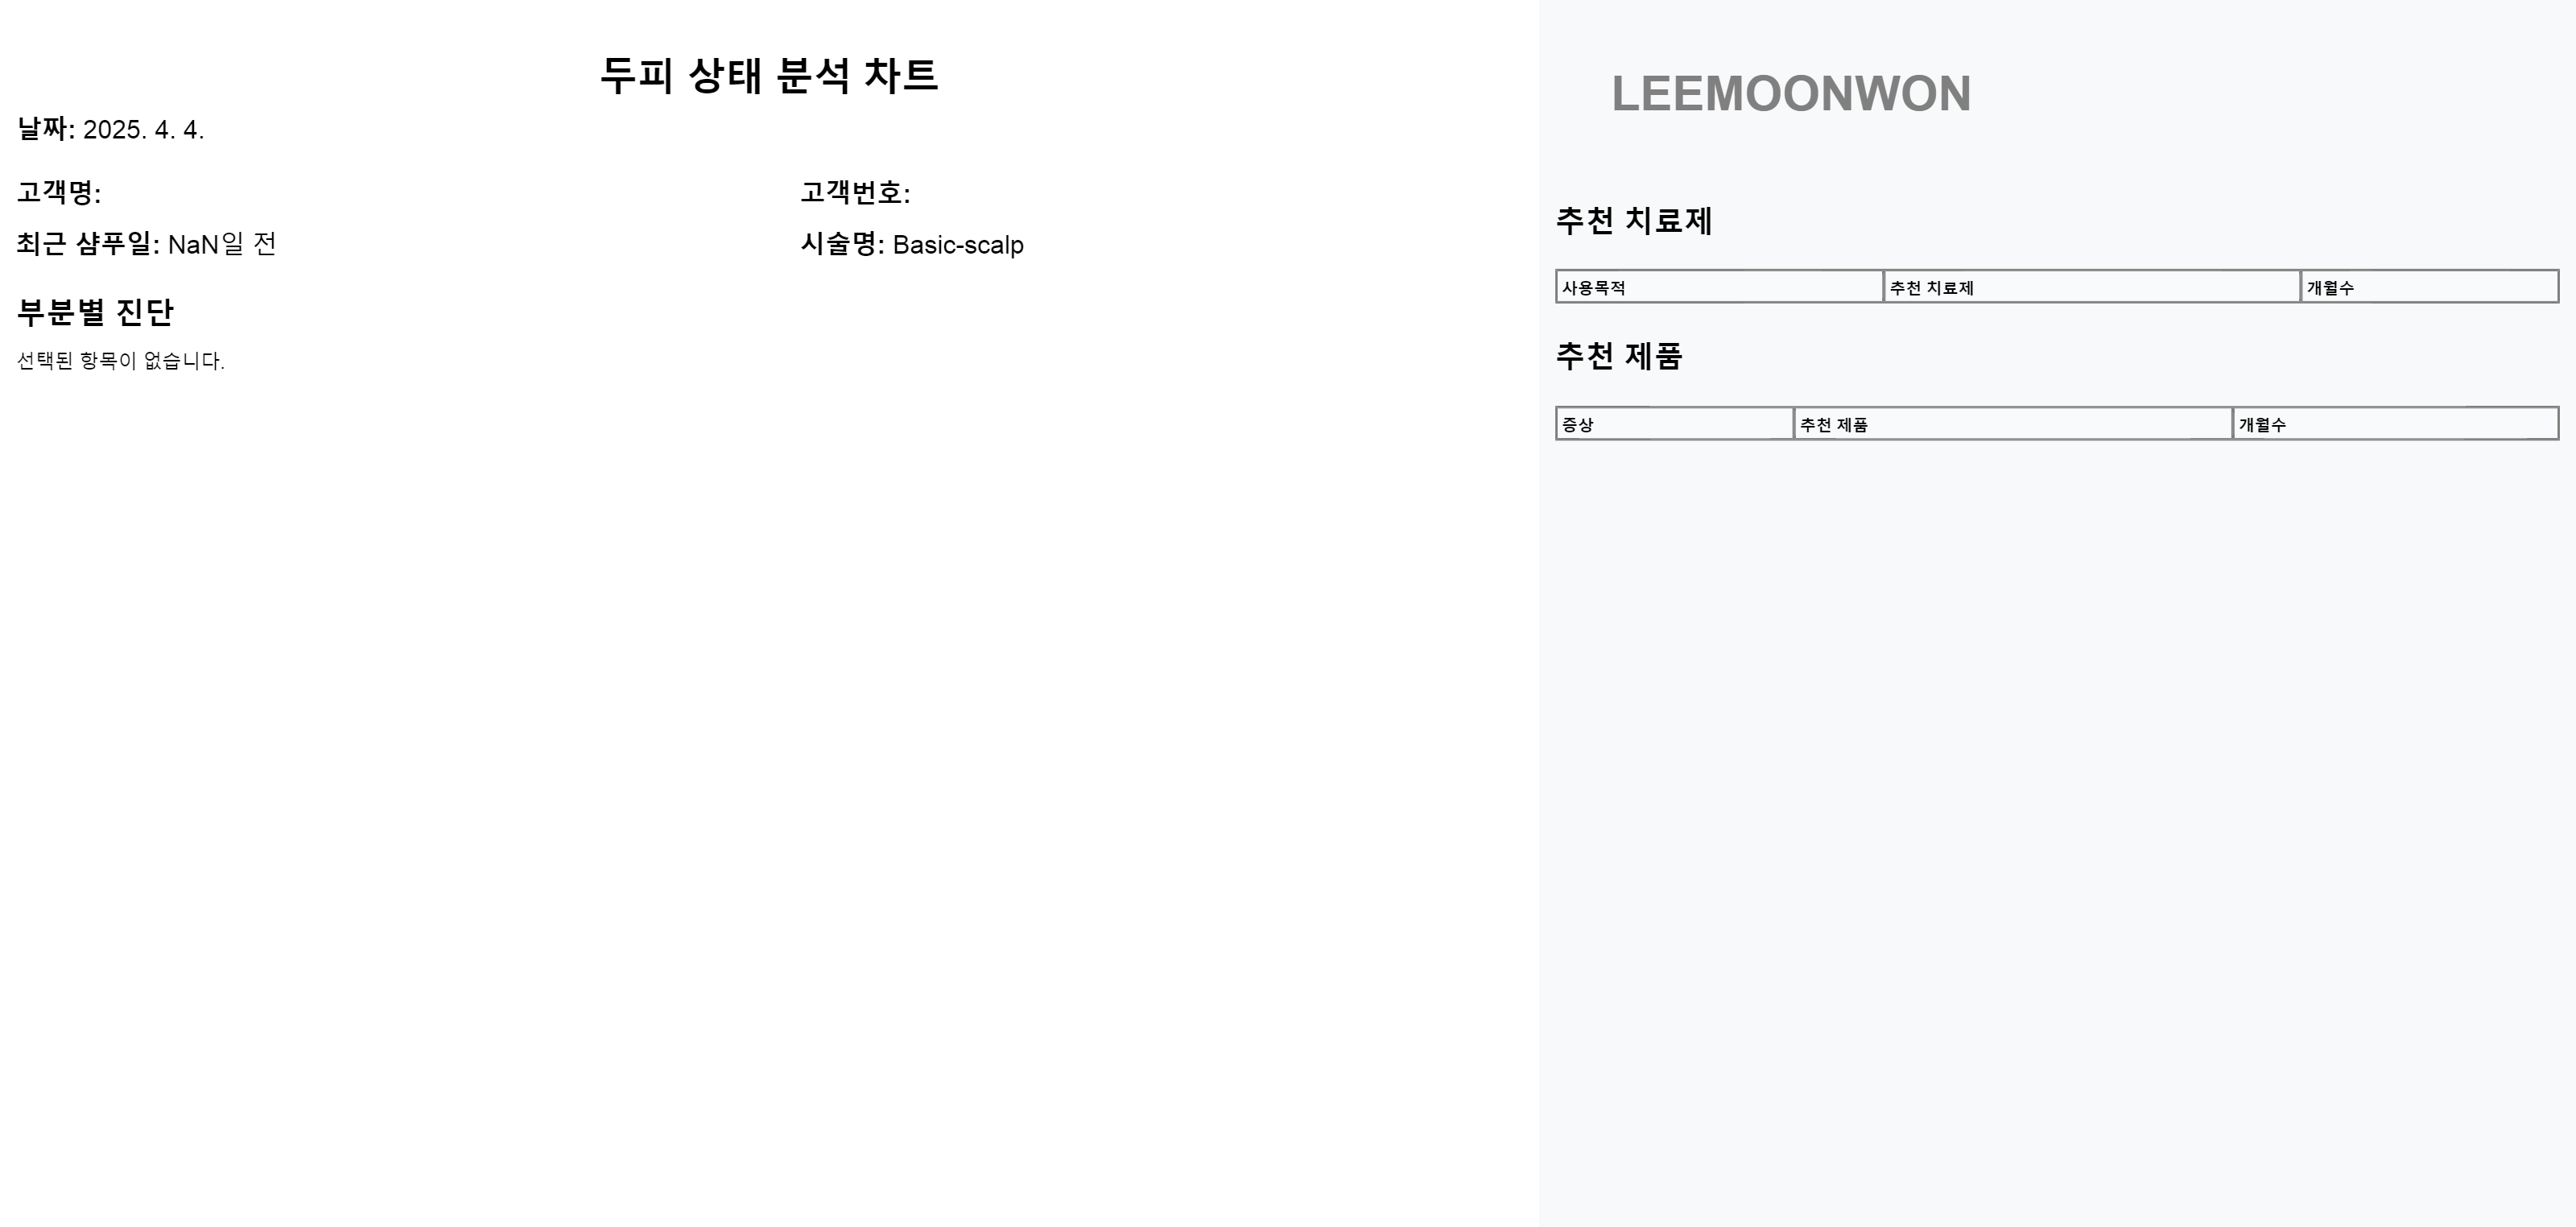 두피 상태 분석 차트
날짜: 2025. 4. 4.
고객명:
고객번호:
최근 샴푸일: NaN일 전
시술명: Basic-scalp
부분별 진단
선택된 항목이 없습니다.
LEEMOONWON
추천 치료제
사용목적 추천 치료제 개월수
추천 제품
증상 추천 제품 개월수